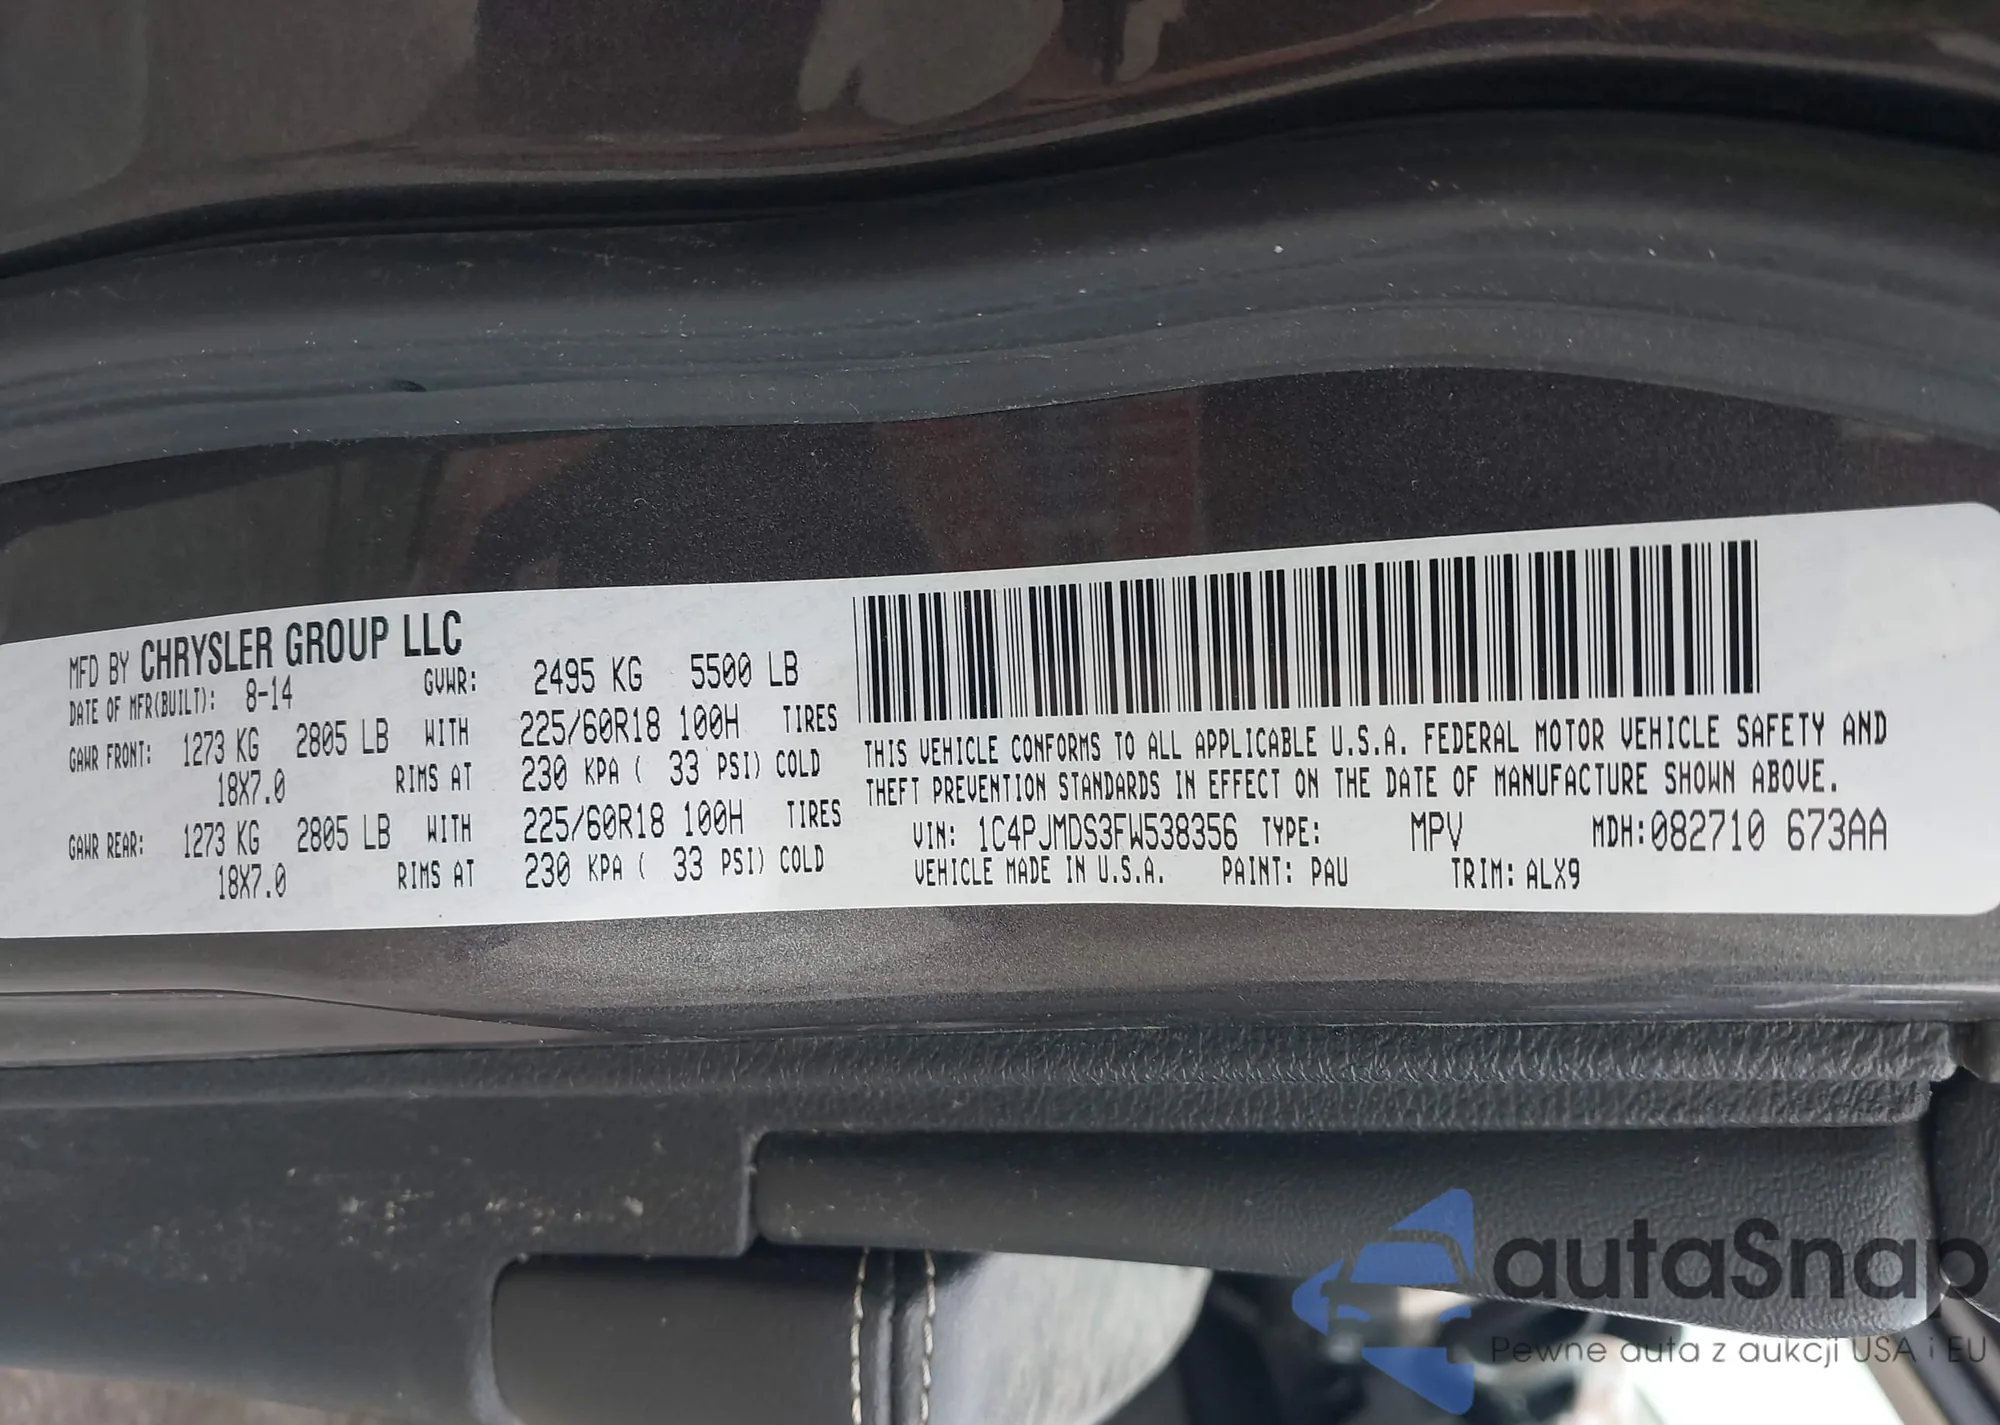 MFD BY CHRYSLER GROUP LLC
DATE OF MFR(BUILT): 8-14 GVWR: 2495 KG 5500 LB
GAWR FRONT: 1273 KG 2805 LB WITH 225/60R18 100H TIRES
18X7.0 RIMS AT 230 KPA ( 33 PSI) COLD
GAWR REAR: 1273 KG 2805 LB WITH 225/60R18 100H TIRES
18X7.0 RIMS AT 230 KPA ( 33 PSI) COLD
THIS VEHICLE CONFORMS TO ALL APPLICABLE U.S.A. FEDERAL MOTOR VEHICLE SAFETY AND
THEFT PREVENTION STANDARDS IN EFFECT ON THE DATE OF MANUFACTURE SHOWN ABOVE.
VIN: 1C4PJMDS3FW538356 TYPE: MPV MDH:082710 673AA
VEHICLE MADE IN U.S.A. PAINT: PAU TRIM: ALX9
autaSnap
Pewne auta z aukcji USA i EU